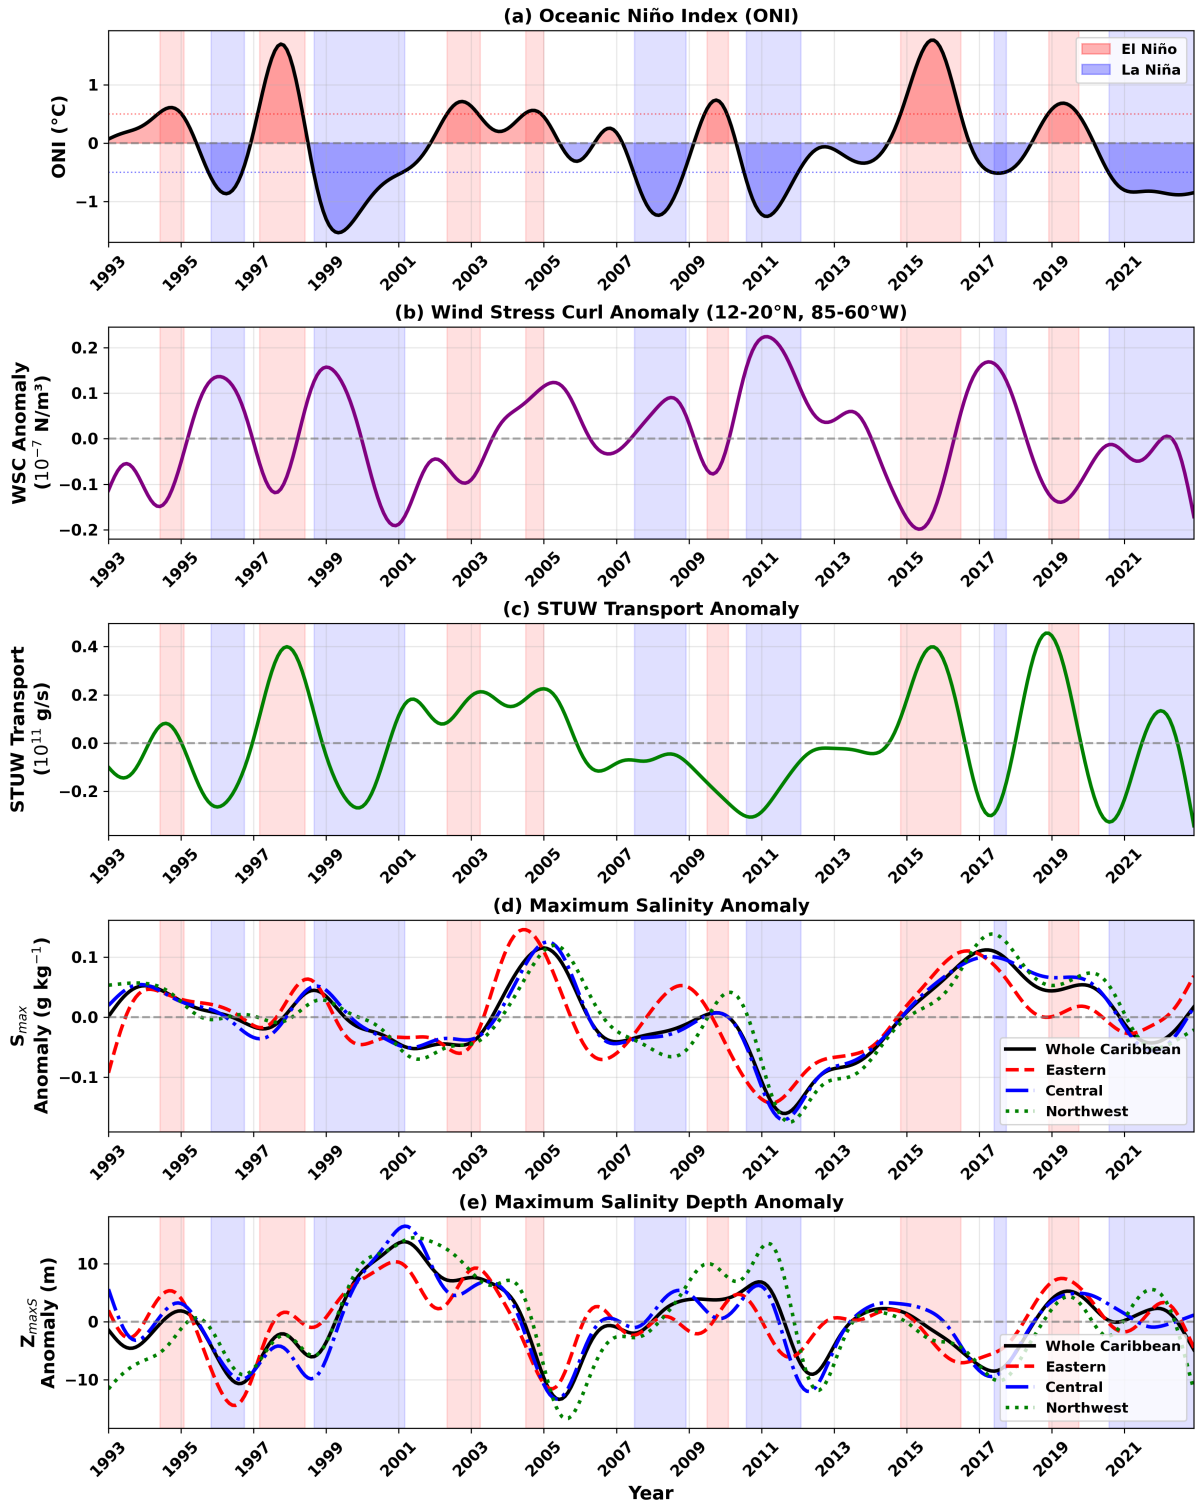 (a) Oceanic Niño Index (ONI)
ONI (°C)
1
0
−1
El Niño
La Niña
1993 1995 1997 1999 2001 2003 2005 2007 2009 2011 2013 2015 2017 2019 2021
(b) Wind Stress Curl Anomaly (12-20°N, 85-60°W)
WSC Anomaly
(10⁻⁷ N/m³)
0.2
0.1
0.0
−0.1
−0.2
1993 1995 1997 1999 2001 2003 2005 2007 2009 2011 2013 2015 2017 2019 2021
(c) STUW Transport Anomaly
STUW Transport
(10¹¹ g/s)
0.4
0.2
0.0
−0.2
1993 1995 1997 1999 2001 2003 2005 2007 2009 2011 2013 2015 2017 2019 2021
(d) Maximum Salinity Anomaly
Sₘₐₓ
Anomaly (g kg⁻¹)
0.1
0.0
−0.1
Whole Caribbean
Eastern
Central
Northwest
1993 1995 1997 1999 2001 2003 2005 2007 2009 2011 2013 2015 2017 2019 2021
(e) Maximum Salinity Depth Anomaly
ZmaxS
Anomaly (m)
10
0
−10
Whole Caribbean
Eastern
Central
Northwest
1993 1995 1997 1999 2001 2003 2005 2007 2009 2011 2013 2015 2017 2019 2021
Year